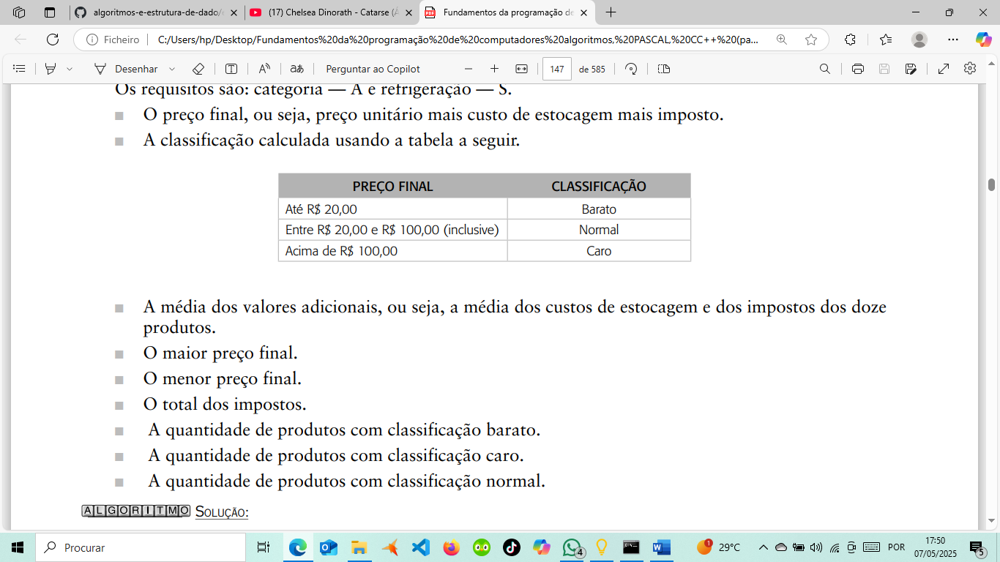 algoritmos-e-estrutura-de-dado/
(17) Chelsea Dinorath - Catarse (Á
Fundamentos da programação de
Ficheiro
C:/Users/hp/Desktop/Fundamentos%20da%20programação%20de%20computadores%20algoritmos,%20PASCAL,%20CC++%20(pa...
Desenhar
Perguntar ao Copilot
147
de 585
Os requisitos são: categoria — A e refrigeração — S.
■ O preço final, ou seja, preço unitário mais custo de estocagem mais imposto.
■ A classificação calculada usando a tabela a seguir.
PREÇO FINAL CLASSIFICAÇÃO
Até R$ 20,00 Barato
Entre R$ 20,00 e R$ 100,00 (inclusive) Normal
Acima de R$ 100,00 Caro
■ A média dos valores adicionais, ou seja, a média dos custos de estocagem e dos impostos dos doze
produtos.
■ O maior preço final.
■ O menor preço final.
■ O total dos impostos.
■ A quantidade de produtos com classificação barato.
■ A quantidade de produtos com classificação caro.
■ A quantidade de produtos com classificação normal.
ALGORITMO SOLUÇÃO:
Procurar
4
1
29°C
POR
17:50
07/05/2025
5